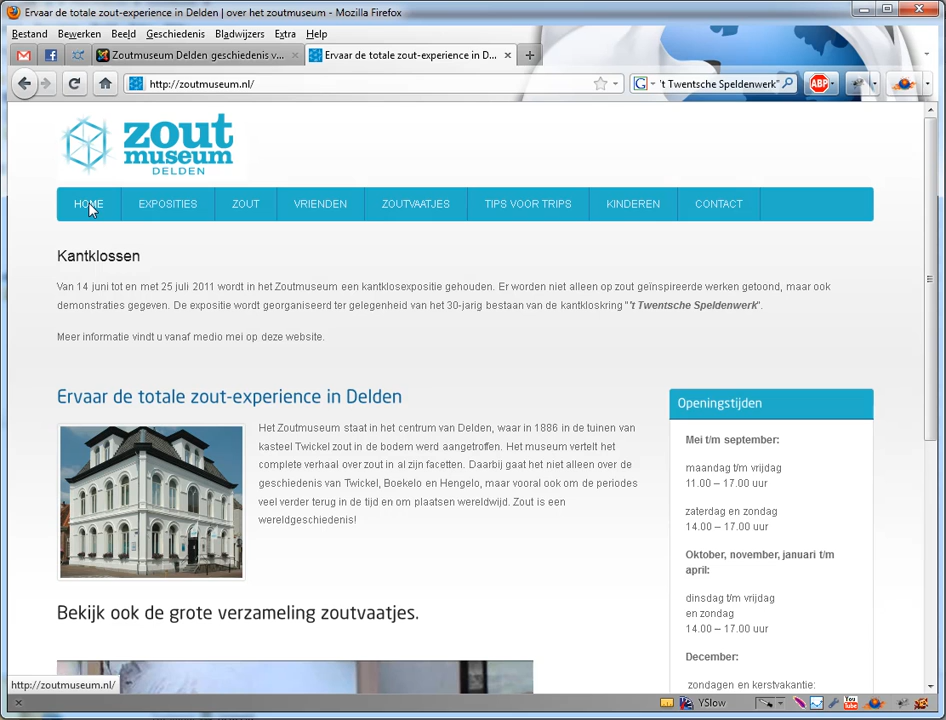 Ervaar de totale zout-experience in Delden | over het zoutmuseum - Mozilla Firefox
Bestand Bewerken Beeld Geschiedenis Bladwijzers Extra Help
Zoutmuseum Delden geschiedenis v...
Ervaar de totale zout-experience in D...
http://zoutmuseum.nl/
't Twentsche Speldenwerk"
ABP
zout
museum
DELDEN
HOME EXPOSITIES ZOUT VRIENDEN ZOUTVAATJES TIPS VOOR TRIPS KINDEREN CONTACT
Kantklossen
Van 14 juni tot en met 25 juli 2011 wordt in het Zoutmuseum een kantklosexpositie gehouden. Er worden niet alleen op zout geïnspireerde werken getoond, maar ook
demonstraties gegeven. De expositie wordt georganiseerd ter gelegenheid van het 30-jarig bestaan van de kantkloskring "'t Twentsche Speldenwerk".
Meer informatie vindt u vanaf medio mei op deze website.
Ervaar de totale zout-experience in Delden
Het Zoutmuseum staat in het centrum van Delden, waar in 1886 in de tuinen van
kasteel Twickel zout in de bodem werd aangetroffen. Het museum vertelt het
complete verhaal over zout in al zijn facetten. Daarbij gaat het niet alleen over de
geschiedenis van Twickel, Boekelo en Hengelo, maar vooral ook om de periodes
veel verder terug in de tijd en om plaatsen wereldwijd. Zout is een
wereldgeschiedenis!
Bekijk ook de grote verzameling zoutvaatjes.
Openingstijden
Mei t/m september:
maandag t/m vrijdag
11.00 – 17.00 uur
zaterdag en zondag
14.00 – 17.00 uur
Oktober, november, januari t/m
april:
dinsdag t/m vrijdag
en zondag
14.00 – 17.00 uur
December:
zondagen en kerstvakantie:
http://zoutmuseum.nl/
YSlow
You
Tube